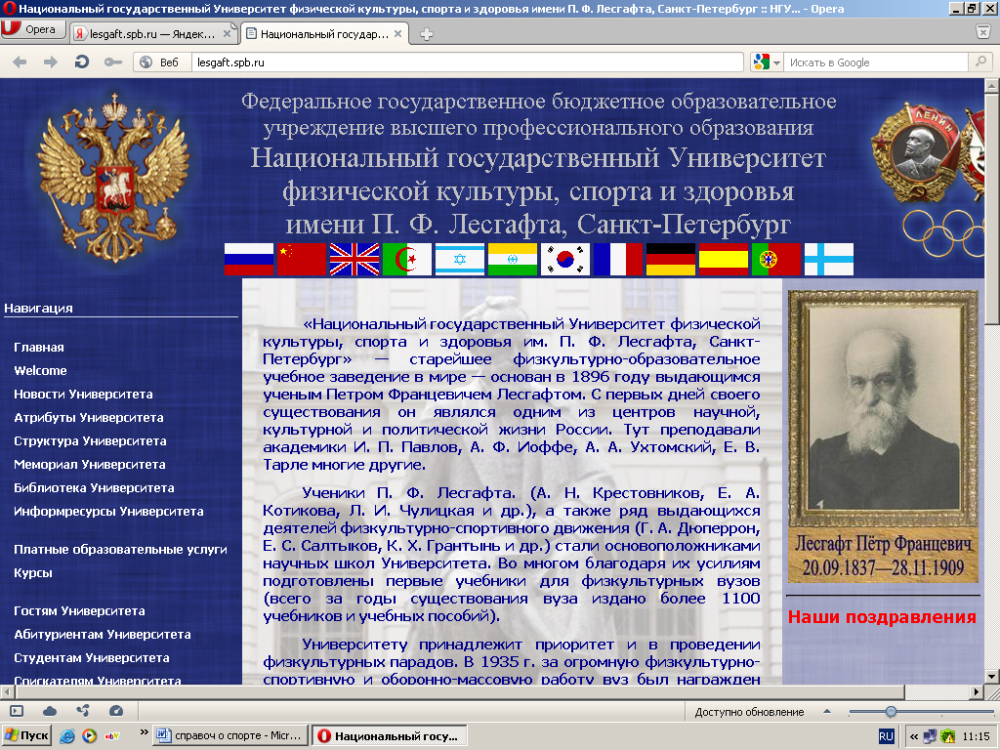 Национальный государственный Университет физической культуры, спорта и здоровья имени П. Ф. Лесгафта, Санкт-Петербург :: НГУ... - Opera
Opera
lesgaft.spb.ru — Яндек...
Национальный государ...
Веб
lesgaft.spb.ru
Искать в Google
Федеральное государственное бюджетное образовательное
учреждение высшего профессионального образования
Национальный государственный Университет
физической культуры, спорта и здоровья
имени П. Ф. Лесгафта, Санкт-Петербург
ЛЕНИН
Навигация
Главная
Welcome
Новости Университета
Атрибуты Университета
Структура Университета
Мемориал Университета
Библиотека Университета
Информресурсы Университета
Платные образовательные услуги
Курсы
Гостям Университета
Абитуриентам Университета
Студентам Университета
Соискателям Университета
«Национальный государственный Университет физической
культуры, спорта и здоровья им. П. Ф. Лесгафта, Санкт-
Петербург» — старейшее физкультурно-образовательное
учебное заведение в мире — основан в 1896 году выдающимся
ученым Петром Францевичем Лесгафтом. С первых дней своего
существования он являлся одним из центров научной,
культурной и политической жизни России. Тут преподавали
академики И. П. Павлов, А. Ф. Иоффе, А. А. Ухтомский, Е. В.
Тарле многие другие.
Ученики П. Ф. Лесгафта. (А. Н. Крестовников, Е. А.
Котикова, Л. И. Чулицкая и др.), а также ряд выдающихся
деятелей физкультурно-спортивного движения (Г. А. Дюперрон,
Е. С. Салтыков, К. Х. Грантынь и др.) стали основоположниками
научных школ Университета. Во многом благодаря их усилиям
подготовлены первые учебники для физкультурных вузов
(всего за годы существования вуза издано более 1100
учебников и учебных пособий).
Университету принадлежит приоритет и в проведении
физкультурных парадов. В 1935 г. за огромную физкультурно-
спортивную и оборонно-массовую работу вуз был награжден
Лесгафт Пётр Францевич
20.09.1837—28.11.1909
Наши поздравления
Доступно обновление
Пуск
»
справоч о спорте - Micr...
Национальный госу...
RU
«
11:15